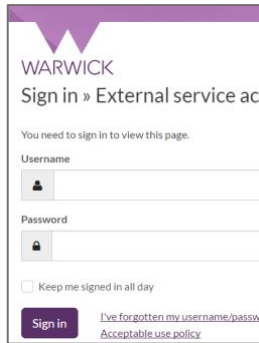 WARWICK
Sign in » External service ac
You need to sign in to view this page.
Username
Password
Keep me signed in all day
Sign in
I've forgotten my username/passw
Acceptable use policy